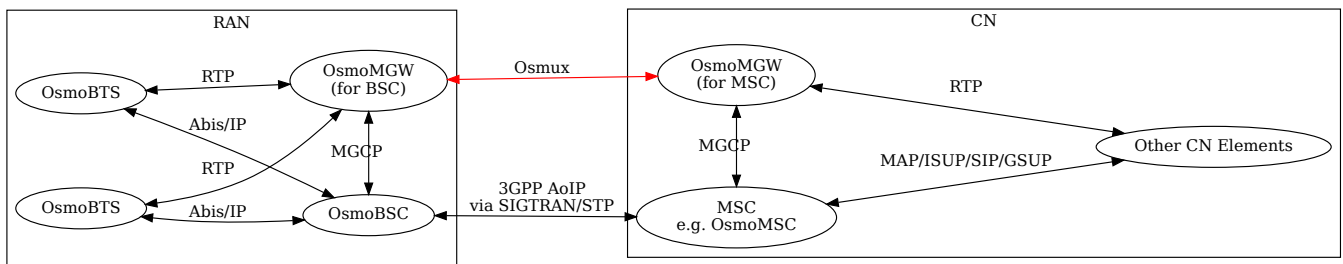 RAN
CN
OsmoBTS
RTP
OsmoMGW
(for BSC)
Osmux
OsmoMGW
(for MSC)
RTP
Abis/IP
MGCP
MGCP
Other CN Elements
RTP
MAP/ISUP/SIP/GSUP
OsmoBTS
Abis/IP
OsmoBSC
3GPP AoIP
via SIGTRAN/STP
MSC
e.g. OsmoMSC